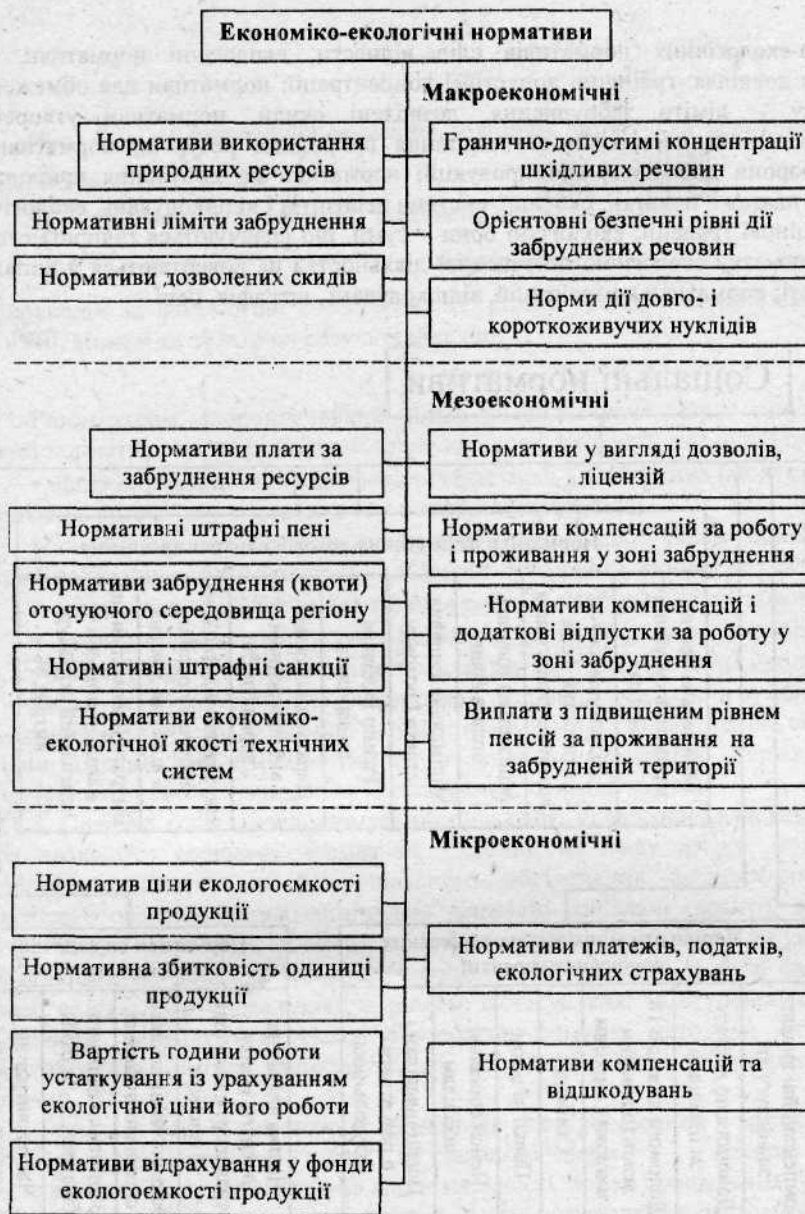 Економіко-екологічні нормативи
Макроекономічні
Нормативи використання
природних ресурсів
Нормативні ліміти забруднення
Нормативи дозволених скидів
Гранично-допустимі концентрації
шкідливих речовин
Орієнтовні безпечні рівні дії
забруднених речовин
Норми дії довго- і
короткоживучих нуклідів
Мезоекономічні
Нормативи плати за
забруднення ресурсів
Нормативні штрафні пені
Нормативи забруднення (квоти)
оточуючого середовища регіону
Нормативні штрафні санкції
Нормативи економіко-
екологічної якості технічних
систем
Нормативи у вигляді дозволів,
ліцензій
Нормативи компенсацій за роботу
і проживання у зоні забруднення
Нормативи компенсацій і
додаткові відпустки за роботу у
зоні забруднення
Виплати з підвищеним рівнем
пенсій за проживання на
забрудненій території
Мікроекономічні
Норматив ціни екологоємкості
продукції
Нормативна збитковість одиниці
продукції
Вартість години роботи
устаткування із урахуванням
екологічної ціни його роботи
Нормативи відрахування у фонди
екологоємкості продукції
Нормативи платежів, податків,
екологічних страхувань
Нормативи компенсацій та
відшкодувань